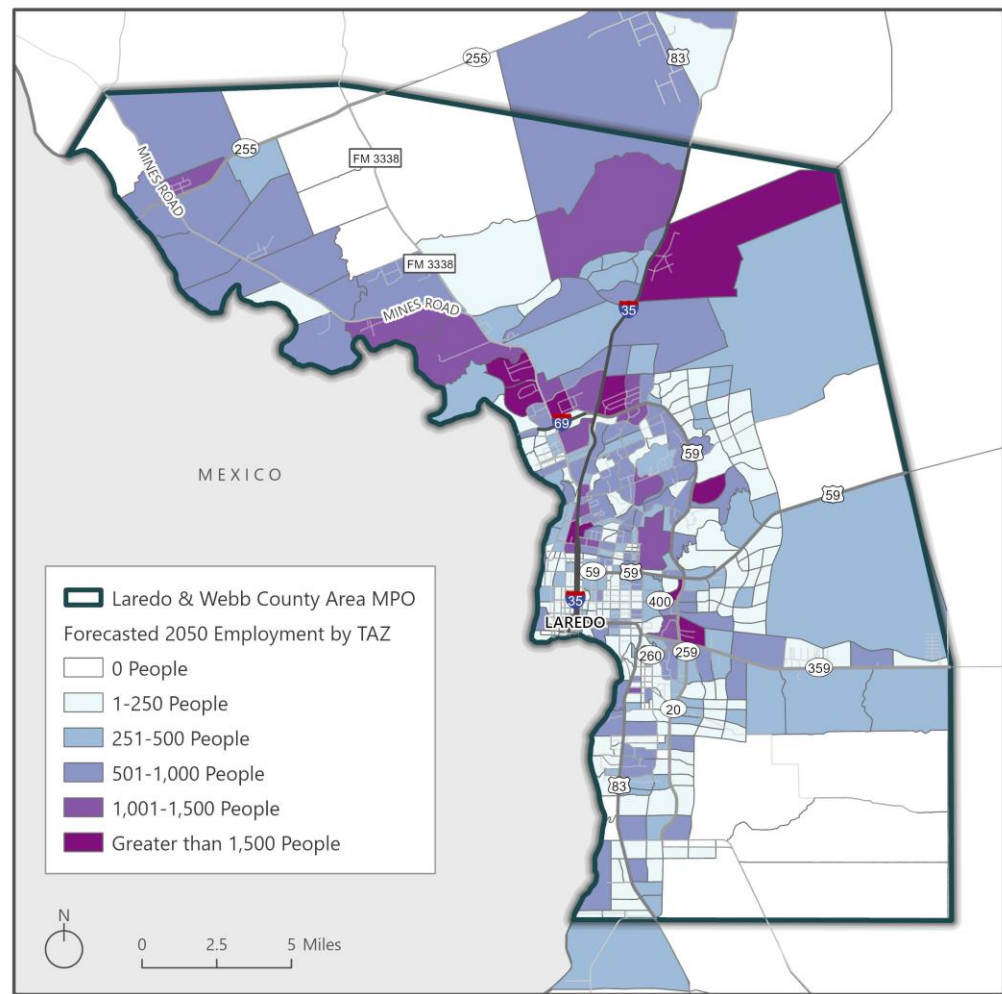 255
83
255
FM 3338
MINES ROAD
FM 3338
MINES ROAD
35
69
59
59
MEXICO
59
59
35
400
LAREDO
260
259
359
20
83
Laredo & Webb County Area MPO
Forecasted 2050 Employment by TAZ
0 People
1-250 People
251-500 People
501-1,000 People
1,001-1,500 People
Greater than 1,500 People
N
0 2.5 5 Miles